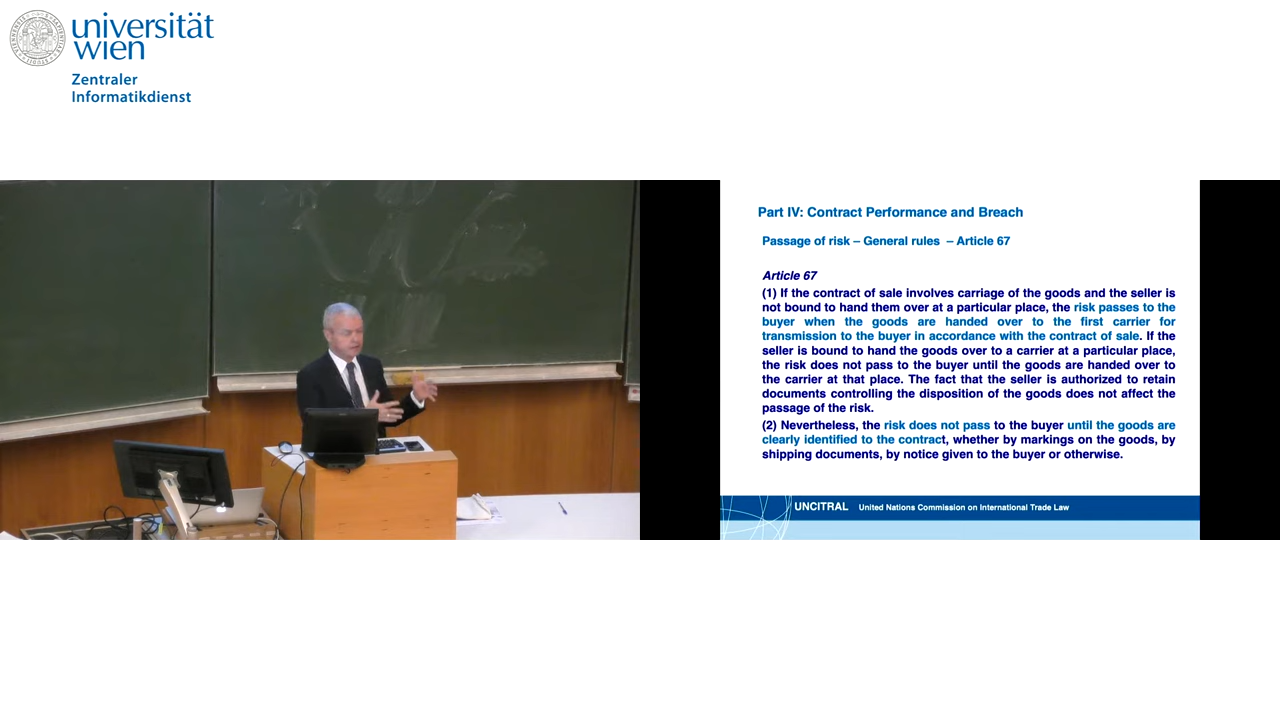 universität
wien
Zentraler
Informatikdienst
Part IV: Contract Performance and Breach
Passage of risk – General rules – Article 67
Article 67
(1) If the contract of sale involves carriage of the goods and the seller is
not bound to hand them over at a particular place, the risk passes to the
buyer when the goods are handed over to the first carrier for
transmission to the buyer in accordance with the contract of sale. If the
seller is bound to hand the goods over to a carrier at a particular place,
the risk does not pass to the buyer until the goods are handed over to
the carrier at that place. The fact that the seller is authorized to retain
documents controlling the disposition of the goods does not affect the
passage of the risk.
(2) Nevertheless, the risk does not pass to the buyer until the goods are
clearly identified to the contract, whether by markings on the goods, by
shipping documents, by notice given to the buyer or otherwise.
UNCITRAL United Nations Commission on International Trade Law